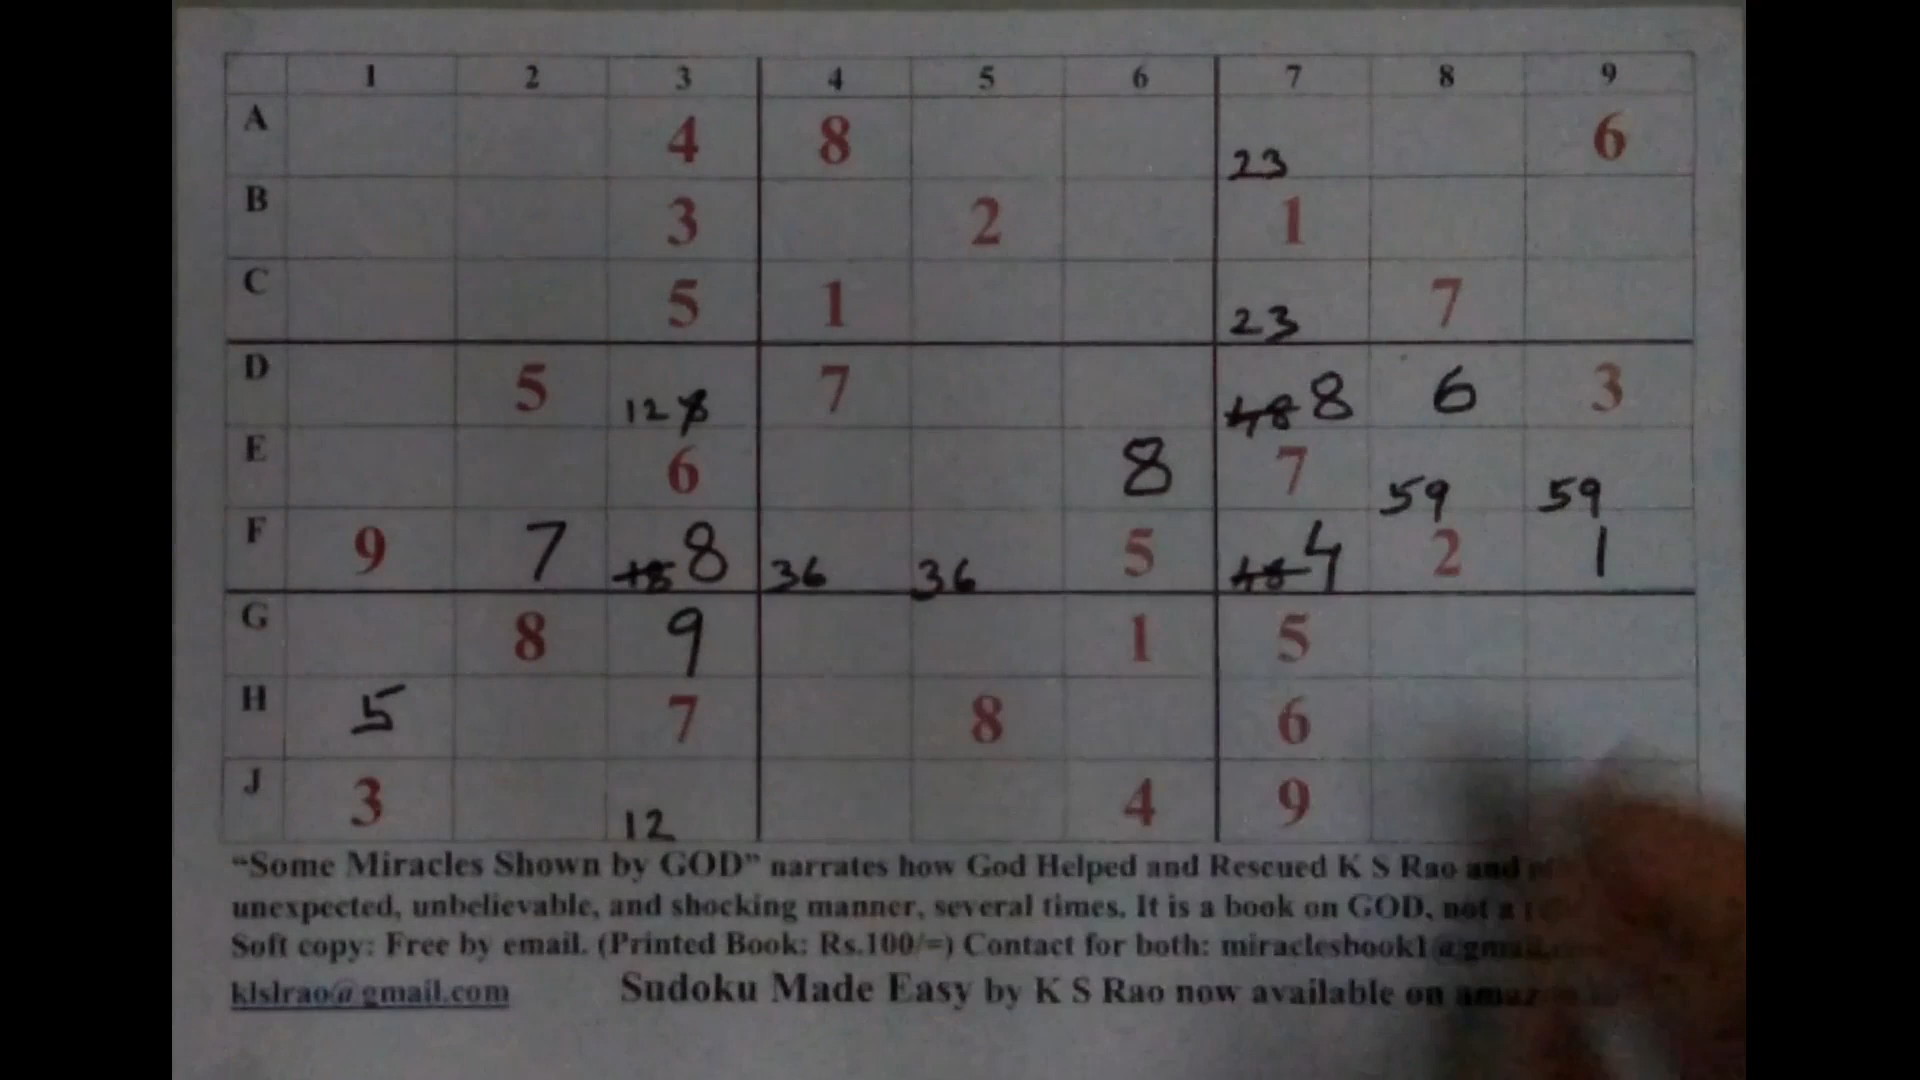 1 2 3 4 5 6 7 8 9
A 4 8 23 6
B 3 2 1
C 5 1 23 7
D 5 128 7 48 8 6 3
E 6 8 7 59 59
F 9 7 18 8 36 36 5 48 4 2 1
G 8 9 1 5
H 5 7 8 6
J 3 12 4 9
“Some Miracles Shown by GOD” narrates how God Helped and Rescued K S Rao and
unexpected, unbelievable, and shocking manner, several times. It is a book on GOD, not a
Soft copy: Free by email. (Printed Book: Rs.100/=) Contact for both: miraclesbook1@gmail.
klslrao@gmail.com Sudoku Made Easy by K S Rao now available on